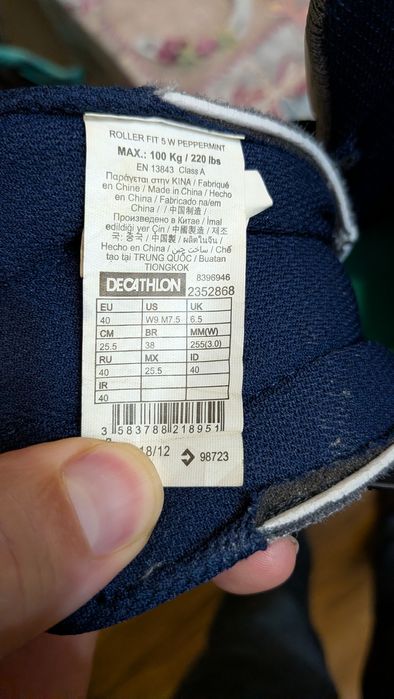 ROLLER FIT 5 W PEPPERMINT
MAX.: 100 Kg / 220 lbs
EN 13843 Class A
Παράγεται στην ΚΙΝΑ / Fabriqué
en Chine / Made in China / Hecho
en China / Fabricado na/em
China / / 中国制造 /
Произведено в Китае / İmal
edildiği yer Çin / 中國製造 / 제조
국: 중국 / 中国製 / ผลิตในจีน /
Hecho en China / ساخت چین / Chế
tạo tại TRUNG QUỐC / Buatan
TIONGKOK
8396946
DECATHLON 2352868
EU US UK
40 W9 M7.5 6.5
CM BR MM(W)
25.5 38 255(3.0)
RU MX ID
40 25.5 40
IR
40
3 583788 218951
18/12 98723